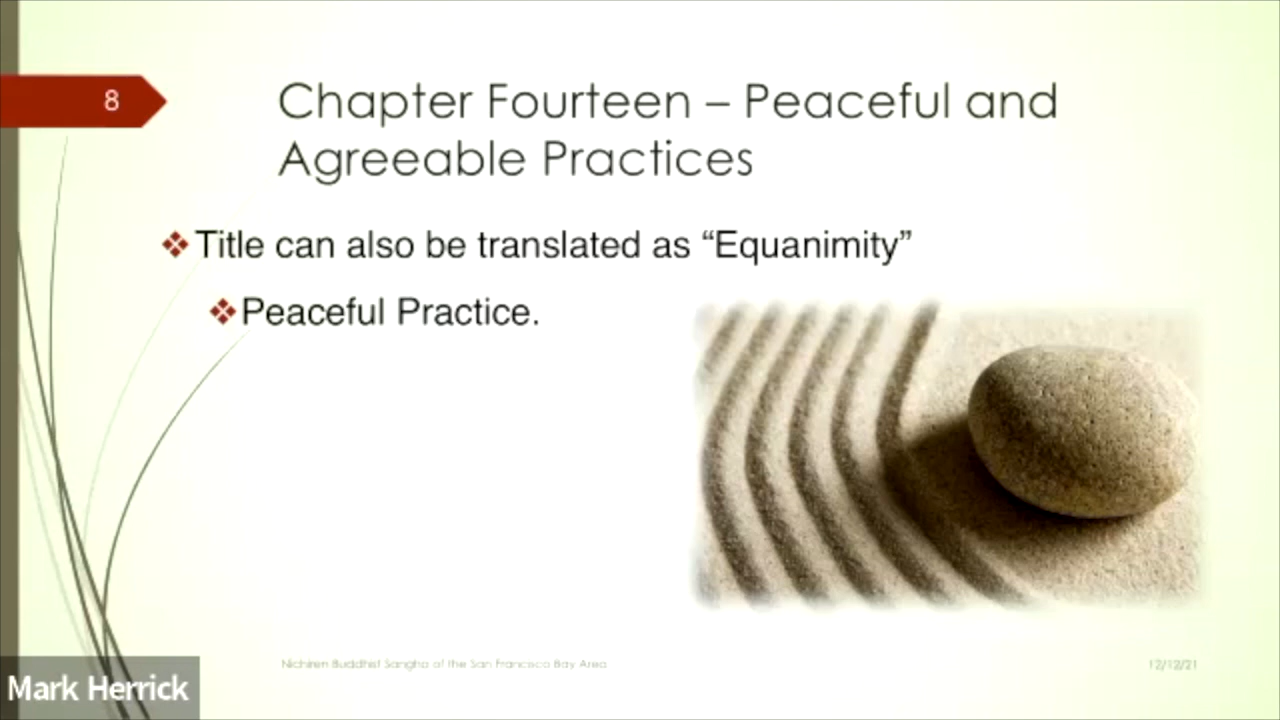 8
Chapter Fourteen – Peaceful and
Agreeable Practices
Title can also be translated as “Equanimity”
Peaceful Practice.
Nichiren Buddhist Sangha of the San Francisco Bay Area
12/12/21
Mark Herrick